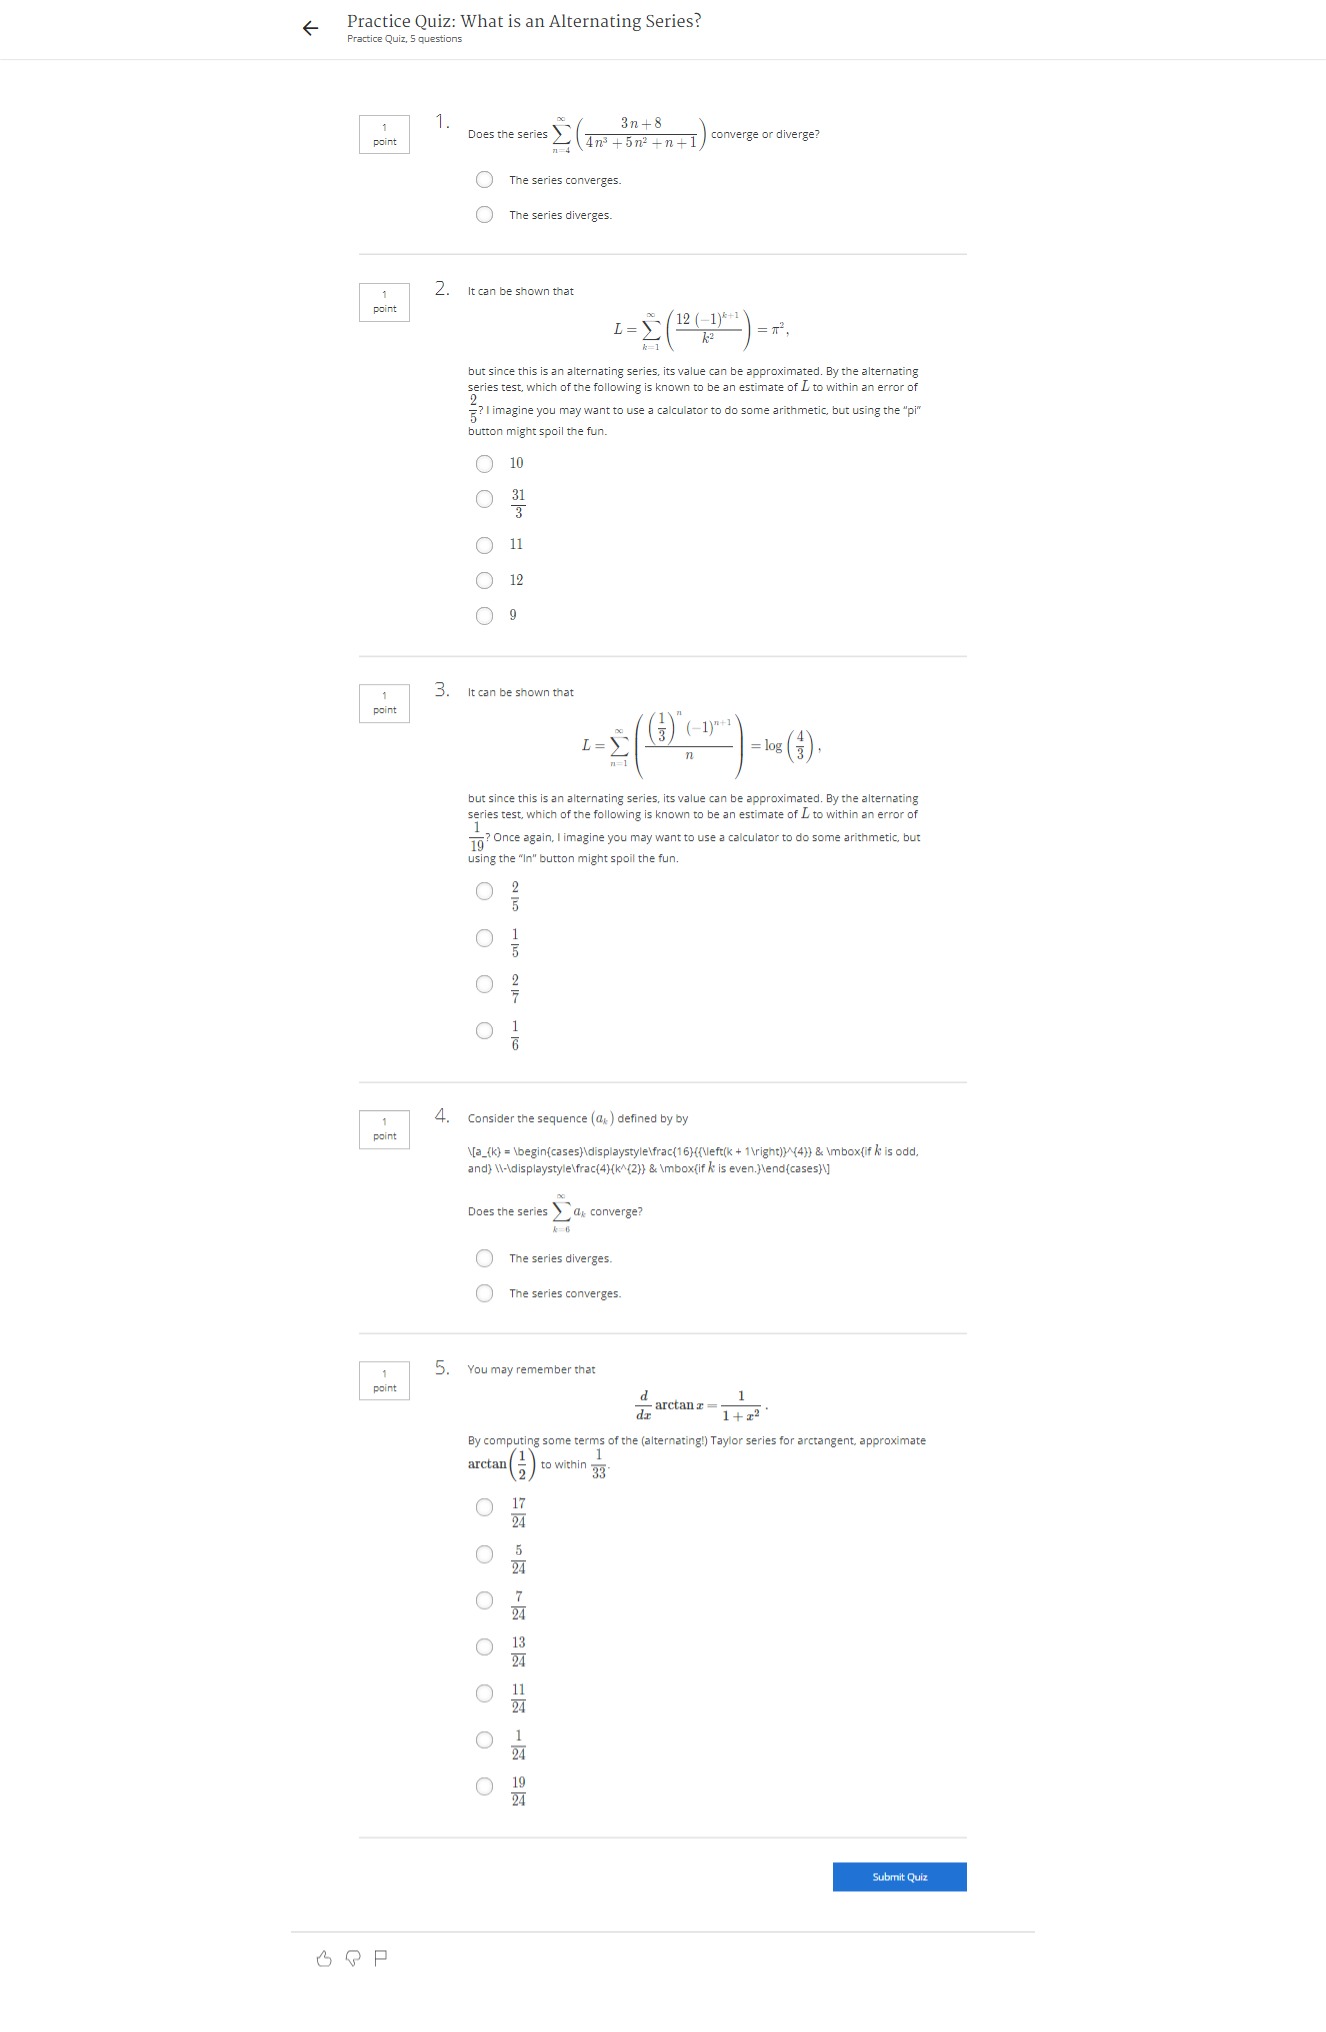 Practice Quiz: What is an Alternating Series?
Practice Quiz, 5 questions
1 point
1. Does the series \sum_{n=4}^{\infty} \left( \frac{3n+8}{4n^3+5n^2+n+1} \right) converge or diverge?
The series converges.
The series diverges.
1 point
2. It can be shown that
L = \sum_{k=1}^{\infty} \left( \frac{12(-1)^{k+1}}{k^2} \right) = \pi^2,
but since this is an alternating series, its value can be approximated. By the alternating
series test, which of the following is known to be an estimate of L to within an error of
\frac{2}{5}? I imagine you may want to use a calculator to do some arithmetic, but using the "pi"
button might spoil the fun.
10
\frac{31}{3}
11
12
9
1 point
3. It can be shown that
L = \sum_{n=1}^{\infty} \left( \frac{\left(\frac{1}{3}\right)^n (-1)^{n+1}}{n} \right) = \log\left(\frac{4}{3}\right),
but since this is an alternating series, its value can be approximated. By the alternating
series test, which of the following is known to be an estimate of L to within an error of
\frac{1}{19}? Once again, I imagine you may want to use a calculator to do some arithmetic, but
using the "ln" button might spoil the fun.
\frac{2}{5}
\frac{1}{5}
\frac{2}{7}
\frac{1}{6}
1 point
4. Consider the sequence (a_k) defined by by
\[a_{k} = \begin{cases}\displaystyle\frac{16}{{\left(k + 1\right)}^{4}} & \mbox{if k is odd,
and} \\-\displaystyle\frac{4}{k^{2}} & \mbox{if k is even.}\end{cases}\]
Does the series \sum_{k=6}^{\infty} a_k converge?
The series diverges.
The series converges.
1 point
5. You may remember that
\frac{d}{dx} \arctan x = \frac{1}{1+x^2}.
By computing some terms of the (alternating!) Taylor series for arctangent, approximate
\arctan\left(\frac{1}{2}\right) to within \frac{1}{33}.
\frac{17}{24}
\frac{5}{24}
\frac{7}{24}
\frac{13}{24}
\frac{11}{24}
\frac{1}{24}
\frac{19}{24}
Submit Quiz